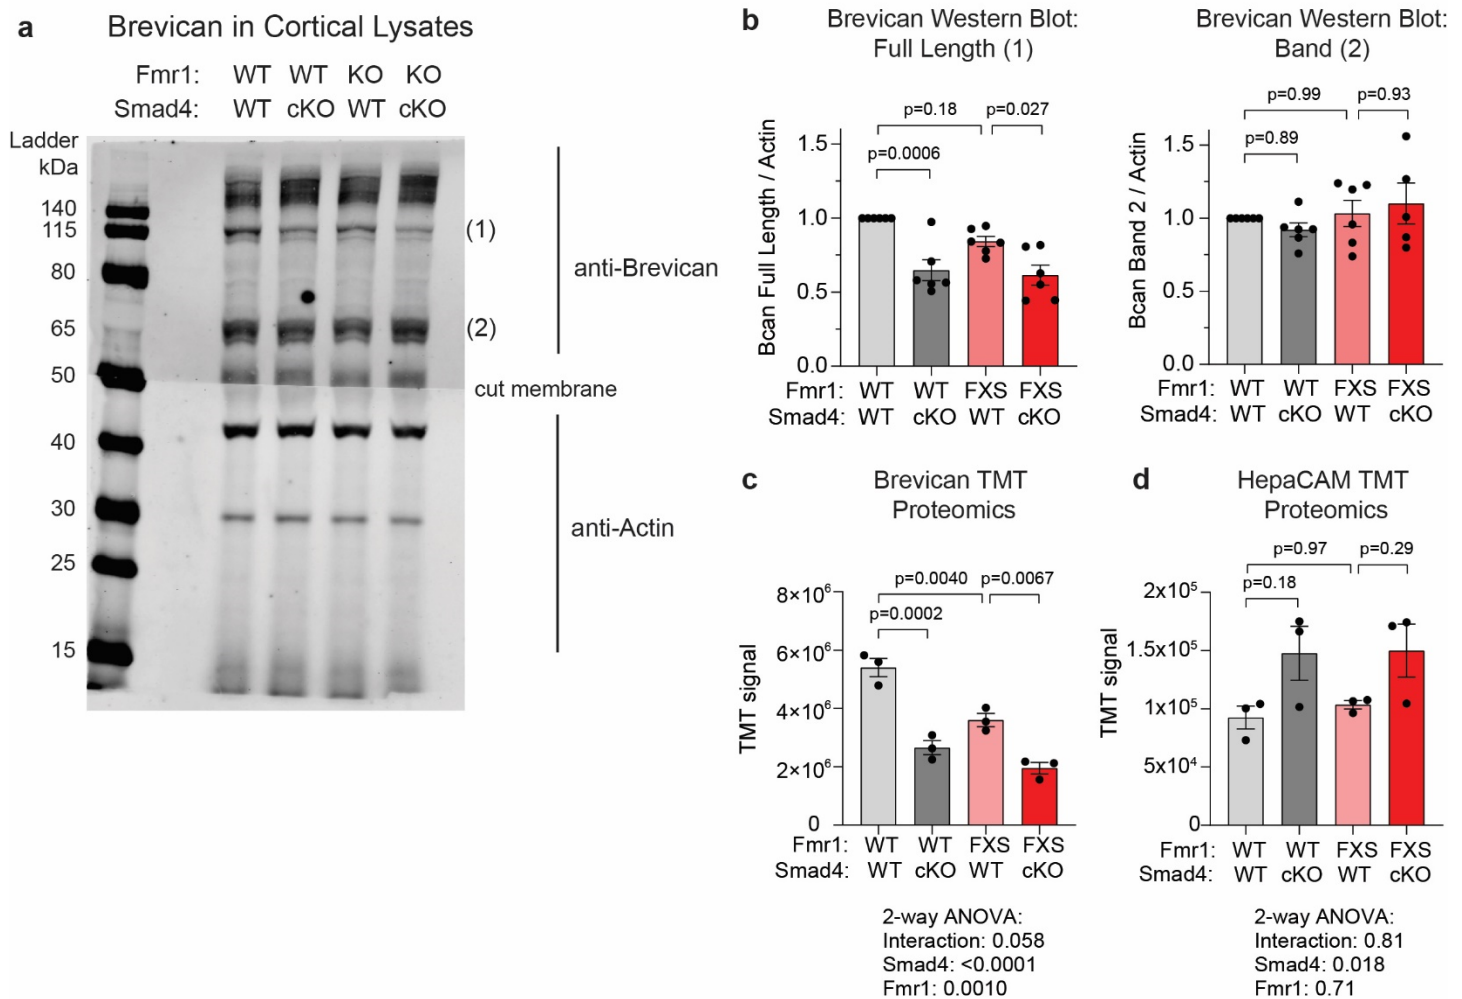 a
Brevican in Cortical Lysates
Fmr1: WT WT KO KO
Smad4: WT cKO WT cKO
Ladder
kDa
140
115
80
65
50
40
30
25
15
(1)
anti-Brevican
(2)
cut membrane
anti-Actin
b
Brevican Western Blot:
Full Length (1)
p=0.18
p=0.027
p=0.0006
Bcan Full Length / Actin
1.5
1.0
0.5
0.0
Fmr1: WT WT FXS FXS
Smad4: WT cKO WT cKO
Brevican Western Blot:
Band (2)
p=0.99
p=0.93
p=0.89
Bcan Band 2 / Actin
1.5
1.0
0.5
0.0
Fmr1: WT WT FXS FXS
Smad4: WT cKO WT cKO
c
Brevican TMT
Proteomics
p=0.0040
p=0.0067
p=0.0002
TMT signal
8×10⁶
6×10⁶
4×10⁶
2×10⁶
0
Fmr1: WT WT FXS FXS
Smad4: WT cKO WT cKO
2-way ANOVA:
Interaction: 0.058
Smad4: <0.0001
Fmr1: 0.0010
d
HepaCAM TMT
Proteomics
p=0.97
p=0.29
p=0.18
TMT signal
2x10⁵
1.5x10⁵
1x10⁵
5x10⁴
0
Fmr1: WT WT FXS FXS
Smad4: WT cKO WT cKO
2-way ANOVA:
Interaction: 0.81
Smad4: 0.018
Fmr1: 0.71